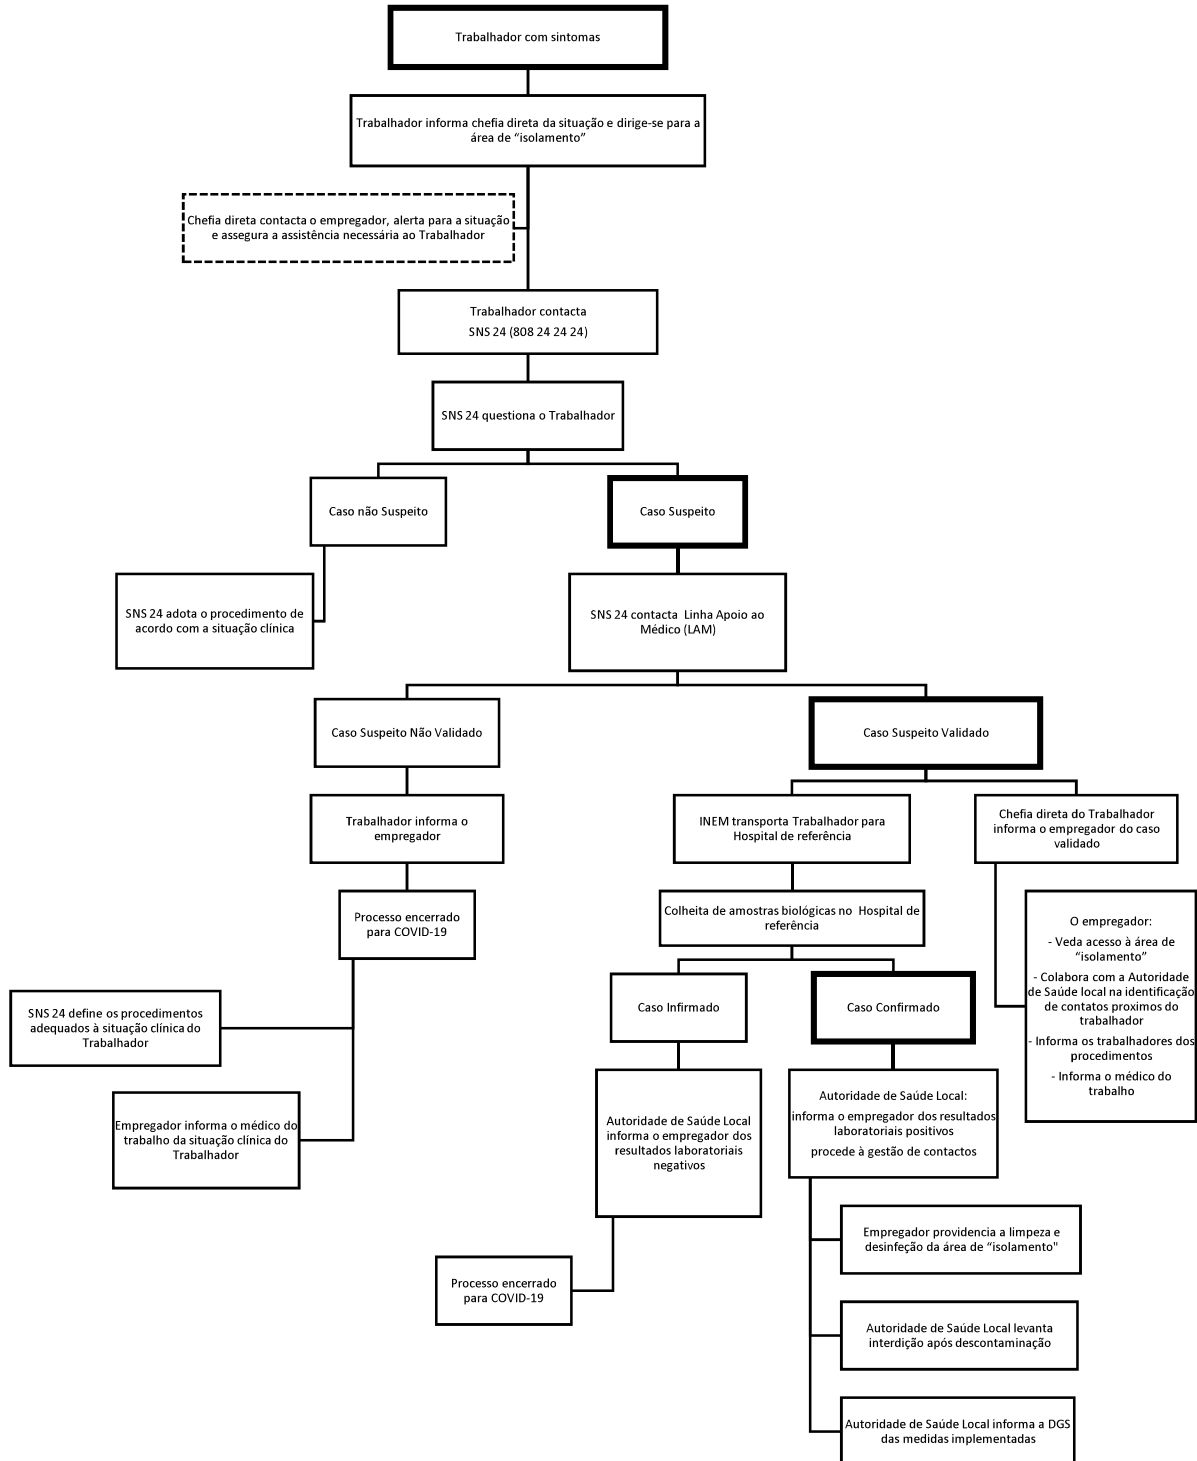 Trabalhador com sintomas
Trabalhador informa chefia direta da situação e dirige-se para a
área de “isolamento”
Chefia direta contacta o empregador, alerta para a situação
e assegura a assistência necessária ao Trabalhador
Trabalhador contacta
SNS 24 (808 24 24 24)
SNS 24 questiona o Trabalhador
Caso não Suspeito
Caso Suspeito
SNS 24 adota o procedimento de
acordo com a situação clínica
SNS 24 contacta Linha Apoio ao
Médico (LAM)
Caso Suspeito Não Validado
Caso Suspeito Validado
Trabalhador informa o
empregador
INEM transporta Trabalhador para
Hospital de referência
Chefia direta do Trabalhador
informa o empregador do caso
validado
Processo encerrado
para COVID-19
Colheita de amostras biológicas no Hospital de
referência
O empregador:
- Veda acesso à área de
“isolamento”
- Colabora com a Autoridade
de Saúde local na identificação
de contatos proximos do
trabalhador
- Informa os trabalhadores dos
procedimentos
- Informa o médico do
trabalho
SNS 24 define os procedimentos
adequados à situação clínica do
Trabalhador
Caso Infirmado
Caso Confirmado
Empregador informa o médico do
trabalho da situação clínica do
Trabalhador
Autoridade de Saúde Local
informa o empregador dos
resultados laboratoriais
negativos
Autoridade de Saúde Local:
informa o empregador dos resultados
laboratoriais positivos
procede à gestão de contactos
Processo encerrado
para COVID-19
Empregador providencia a limpeza e
desinfeção da área de “isolamento"
Autoridade de Saúde Local levanta
interdição após descontaminação
Autoridade de Saúde Local informa a DGS
das medidas implementadas